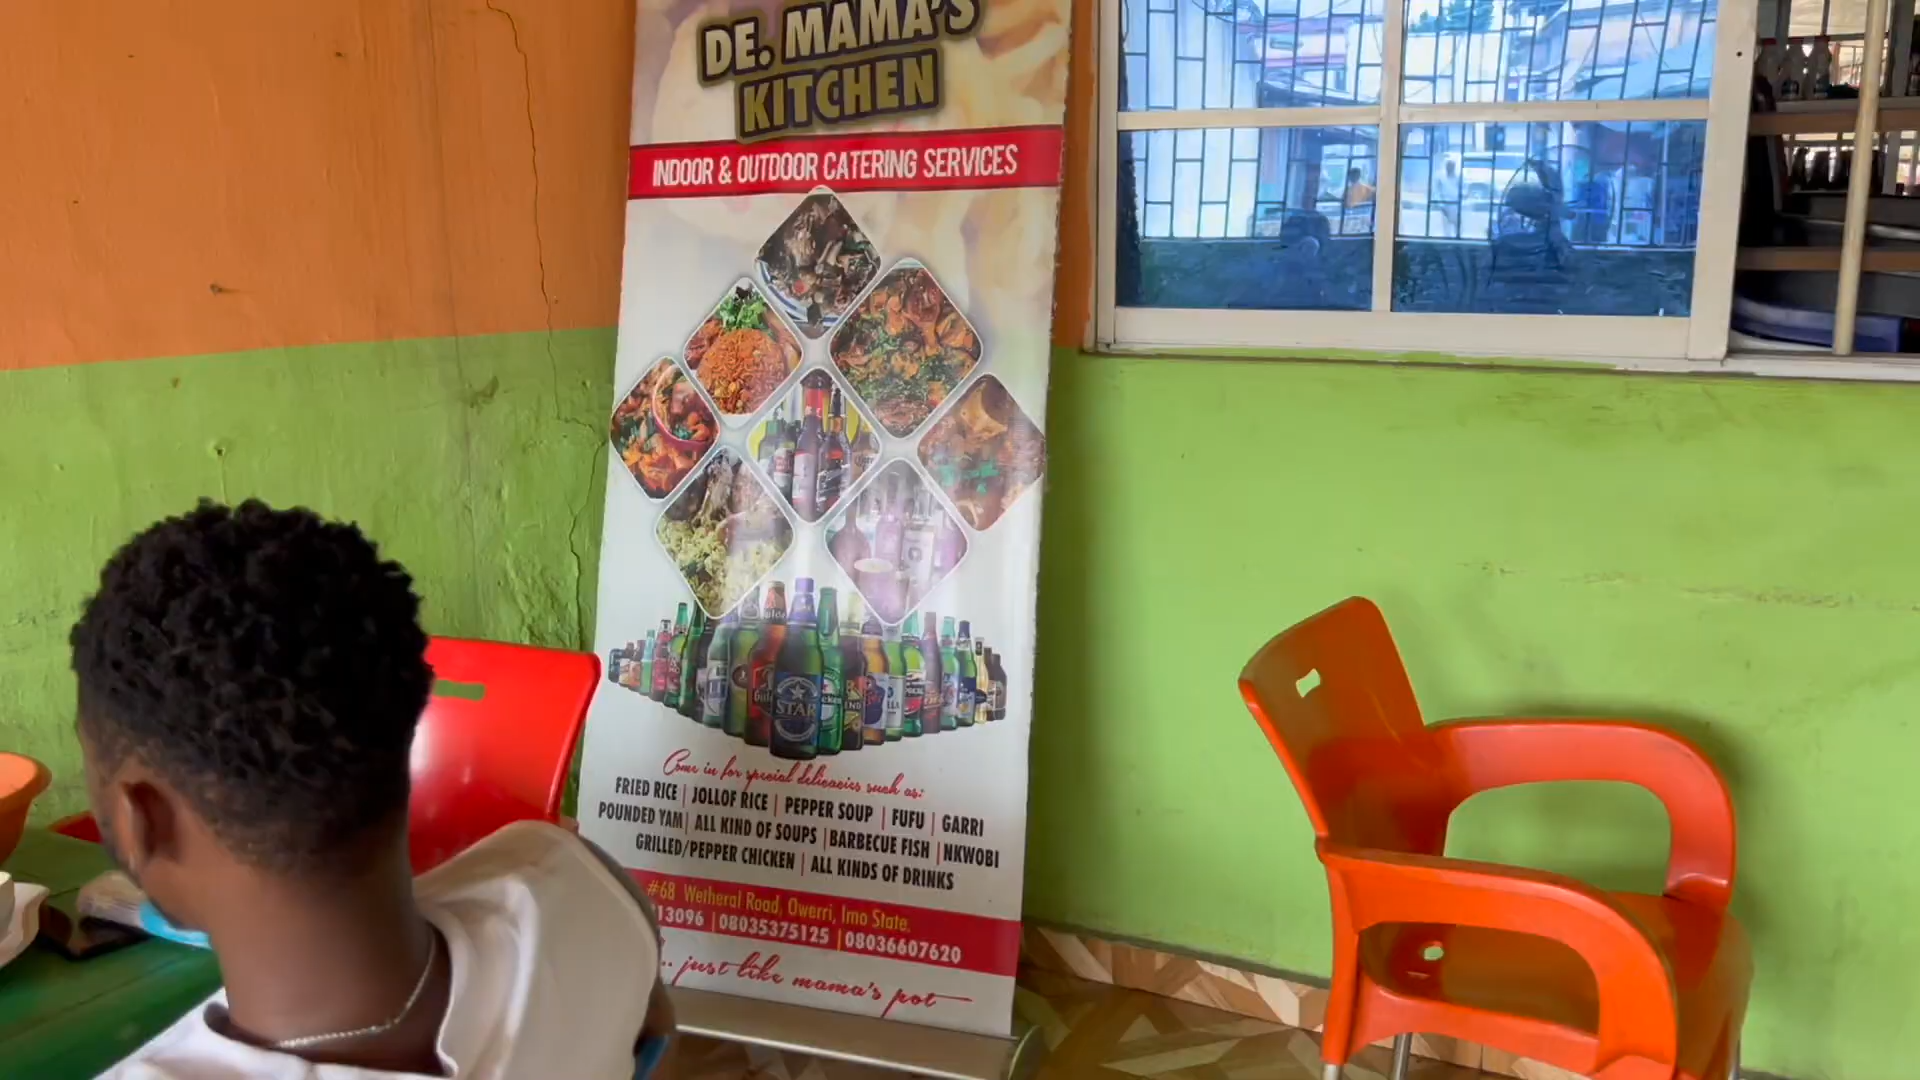 DE. MAMA'S
KITCHEN
INDOOR & OUTDOOR CATERING SERVICES
STAR
Come in for special delicacies such as:
FRIED RICE | JOLLOF RICE | PEPPER SOUP | FUFU | GARRI
POUNDED YAM | ALL KIND OF SOUPS | BARBECUE FISH | NKWOBI
GRILLED/PEPPER CHICKEN | ALL KINDS OF DRINKS
#68 Wetheral Road, Owerri, Imo State.
13096 | 08035375125 | 08036607620
... just like mama's pot